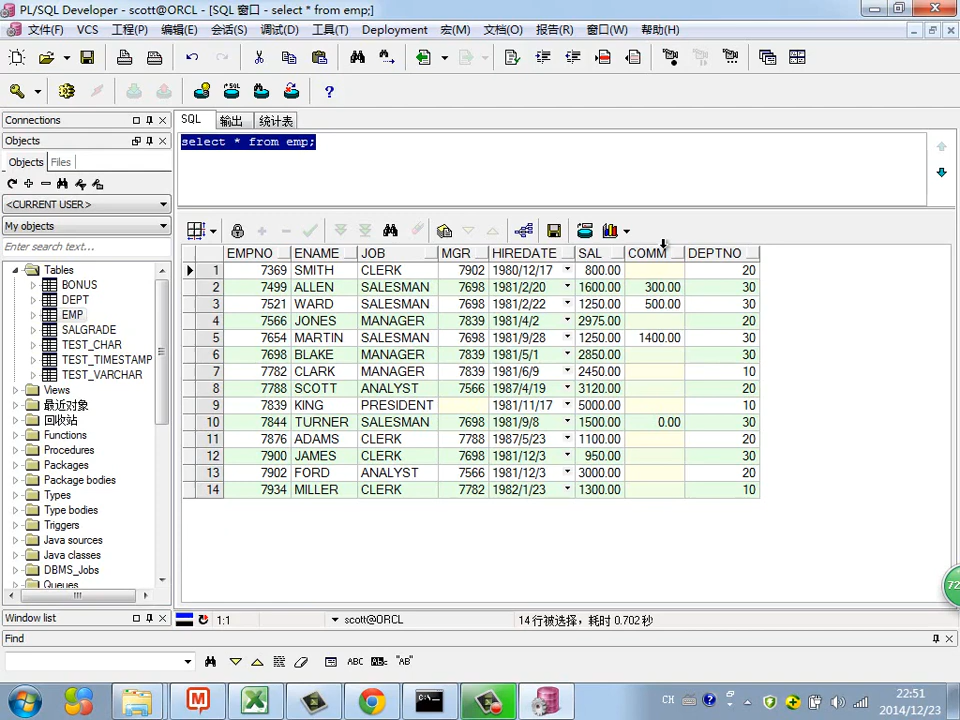 PL/SQL Developer - scott@ORCL - [SQL 窗口 - select * from emp;]
文件(F) VCS 工程(P) 编辑(E) 会话(S) 调试(D) 工具(T) Deployment 宏(M) 文档(O) 报告(R) 窗口(W) 帮助(H)
Connections
Objects
Objects Files
<CURRENT USER>
My objects
Enter search text...
Tables
BONUS
DEPT
EMP
SALGRADE
TEST_CHAR
TEST_TIMESTAMP
TEST_VARCHAR
Views
最近对象
回收站
Functions
Procedures
Packages
Package bodies
Types
Type bodies
Triggers
Java sources
Java classes
DBMS_Jobs
Queues
Window list
SQL 输出 统计表
select * from emp;
EMPNO ENAME JOB MGR HIREDATE SAL COMM DEPTNO
1 7369 SMITH CLERK 7902 1980/12/17 800.00 20
2 7499 ALLEN SALESMAN 7698 1981/2/20 1600.00 300.00 30
3 7521 WARD SALESMAN 7698 1981/2/22 1250.00 500.00 30
4 7566 JONES MANAGER 7839 1981/4/2 2975.00 20
5 7654 MARTIN SALESMAN 7698 1981/9/28 1250.00 1400.00 30
6 7698 BLAKE MANAGER 7839 1981/5/1 2850.00 30
7 7782 CLARK MANAGER 7839 1981/6/9 2450.00 10
8 7788 SCOTT ANALYST 7566 1987/4/19 3120.00 20
9 7839 KING PRESIDENT 1981/11/17 5000.00 10
10 7844 TURNER SALESMAN 7698 1981/9/8 1500.00 0.00 30
11 7876 ADAMS CLERK 7788 1987/5/23 1100.00 20
12 7900 JAMES CLERK 7698 1981/12/3 950.00 30
13 7902 FORD ANALYST 7566 1981/12/3 3000.00 20
14 7934 MILLER CLERK 7782 1982/1/23 1300.00 10
72
1:1 scott@ORCL 14行被选择，耗时 0.702秒
Find
ABC "AB"
CH 22:51
2014/12/23